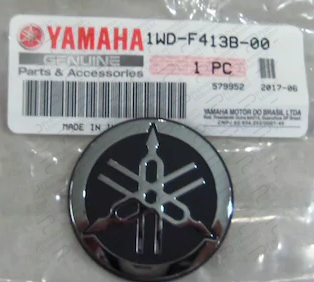 YAMAHA 1WD-F413B-00
GENUINE
Parts & Accessories
1 PC
579952 2017-06
YAMAHA MOTOR DO BRASIL LTDA
MADE IN